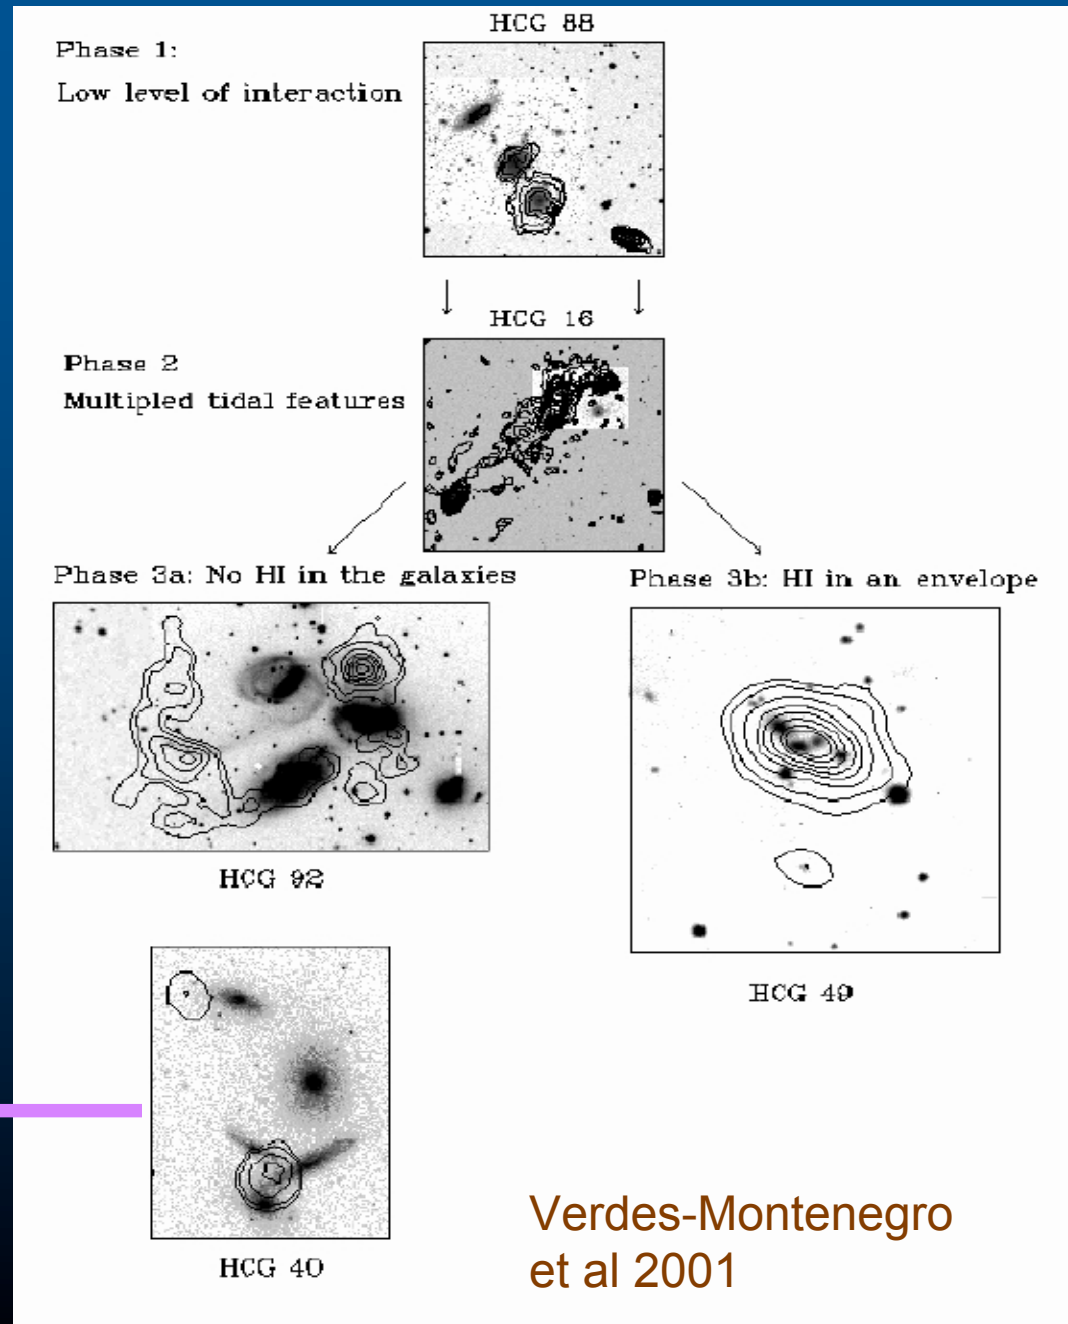 HCG 88
Phase 1:
Low level of interaction
HCG 16
Phase 2
Multipled tidal features
Phase 3a: No HI in the galaxies
Phase 3b: HI in an envelope
HCG 92
HCG 49
HCG 40
Verdes-Montenegro
et al 2001